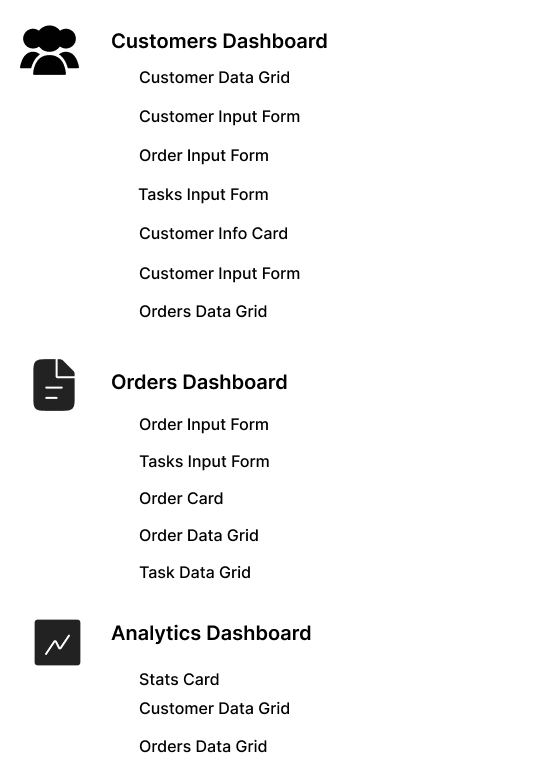 Customers Dashboard
Customer Data Grid
Customer Input Form
Order Input Form
Tasks Input Form
Customer Info Card
Customer Input Form
Orders Data Grid
Orders Dashboard
Order Input Form
Tasks Input Form
Order Card
Order Data Grid
Task Data Grid
Analytics Dashboard
Stats Card
Customer Data Grid
Orders Data Grid